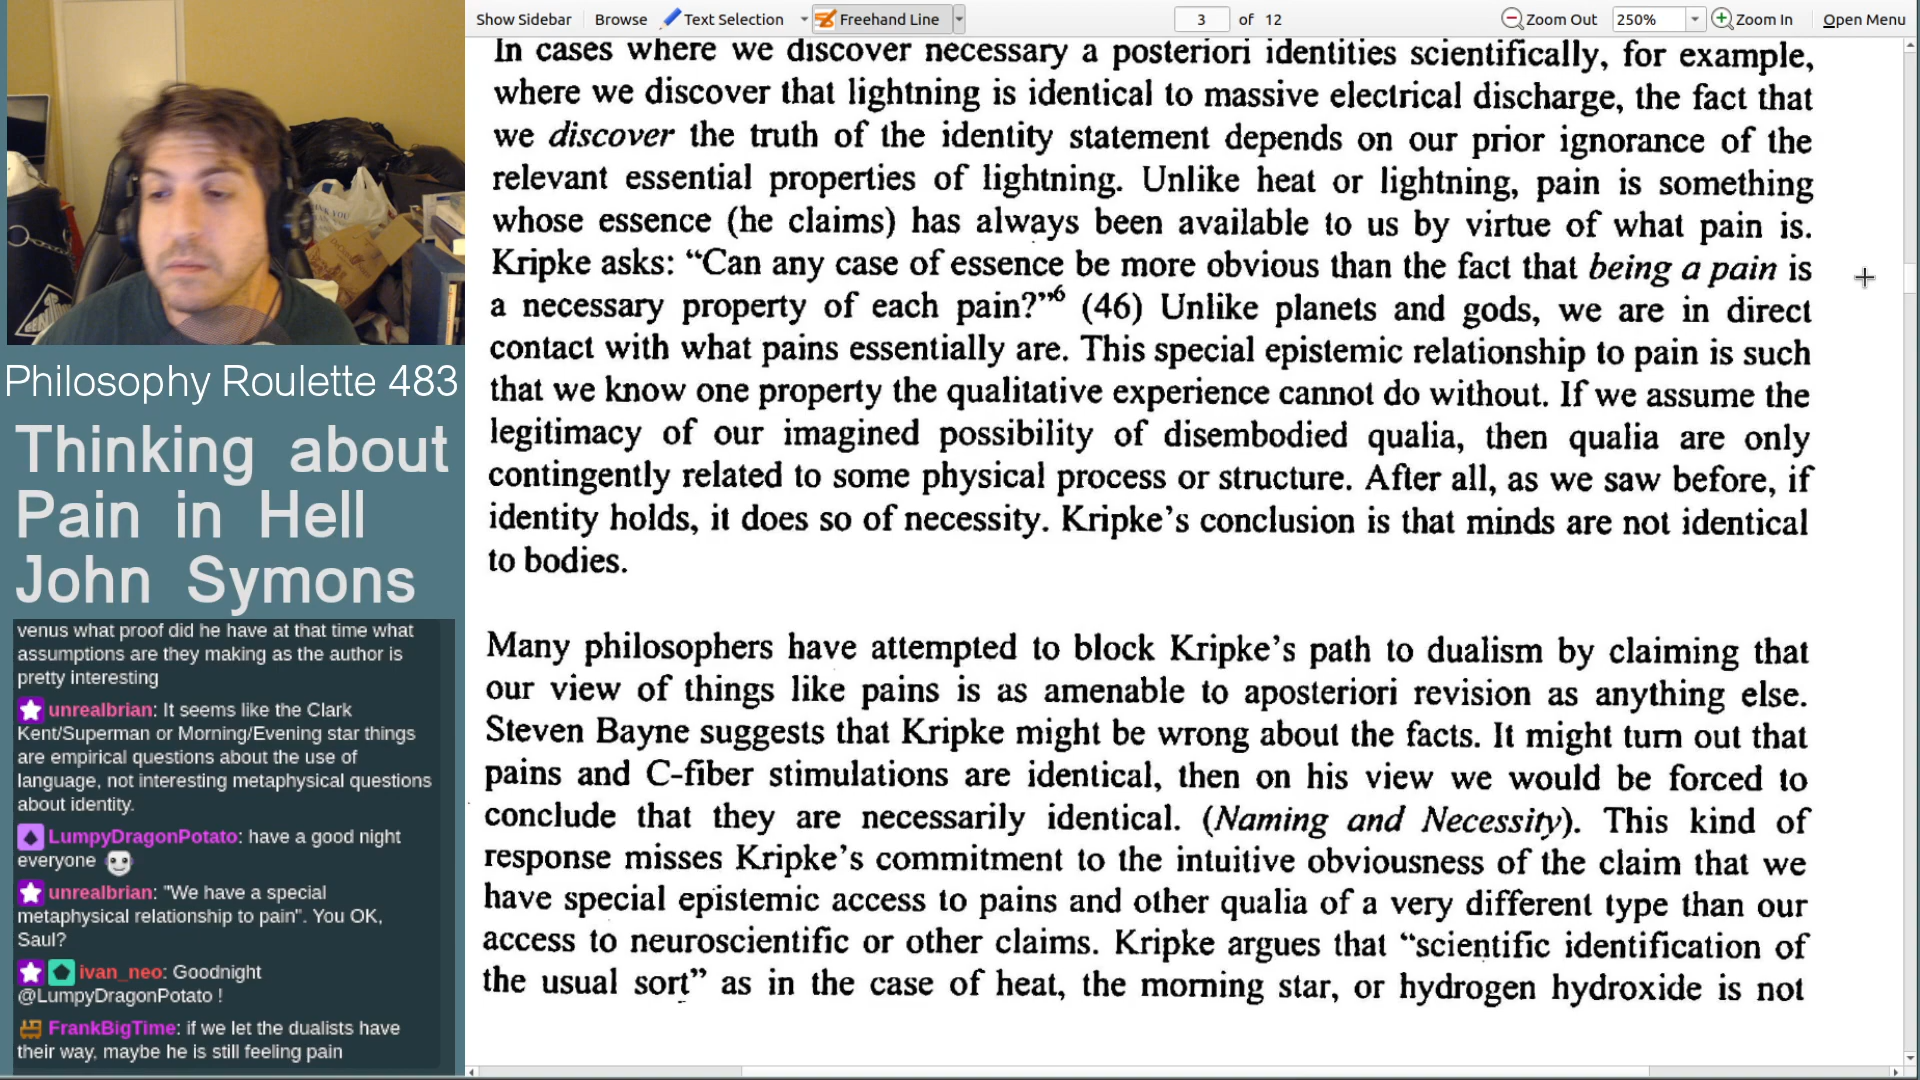 Show Sidebar Browse Text Selection Freehand Line 3 of 12 Zoom Out 250% Zoom In Open Menu
In cases where we discover necessary a posteriori identities scientifically, for example,
where we discover that lightning is identical to massive electrical discharge, the fact that
we discover the truth of the identity statement depends on our prior ignorance of the
relevant essential properties of lightning. Unlike heat or lightning, pain is something
whose essence (he claims) has always been available to us by virtue of what pain is.
Kripke asks: “Can any case of essence be more obvious than the fact that being a pain is
a necessary property of each pain?”6 (46) Unlike planets and gods, we are in direct
contact with what pains essentially are. This special epistemic relationship to pain is such
that we know one property the qualitative experience cannot do without. If we assume the
legitimacy of our imagined possibility of disembodied qualia, then qualia are only
contingently related to some physical process or structure. After all, as we saw before, if
identity holds, it does so of necessity. Kripke’s conclusion is that minds are not identical
to bodies.
Many philosophers have attempted to block Kripke’s path to dualism by claiming that
our view of things like pains is as amenable to aposteriori revision as anything else.
Steven Bayne suggests that Kripke might be wrong about the facts. It might turn out that
pains and C-fiber stimulations are identical, then on his view we would be forced to
conclude that they are necessarily identical. (Naming and Necessity). This kind of
response misses Kripke’s commitment to the intuitive obviousness of the claim that we
have special epistemic access to pains and other qualia of a very different type than our
access to neuroscientific or other claims. Kripke argues that “scientific identification of
the usual sort” as in the case of heat, the morning star, or hydrogen hydroxide is not
Philosophy Roulette 483
Thinking about
Pain in Hell
John Symons
venus what proof did he have at that time what
assumptions are they making as the author is
pretty interesting
unrealbrian: It seems like the Clark
Kent/Superman or Morning/Evening star things
are empirical questions about the use of
language, not interesting metaphysical questions
about identity.
LumpyDragonPotato: have a good night
everyone
unrealbrian: "We have a special
metaphysical relationship to pain". You OK,
Saul?
ivan_neo: Goodnight
@LumpyDragonPotato !
FrankBigTime: if we let the dualists have
their way, maybe he is still feeling pain